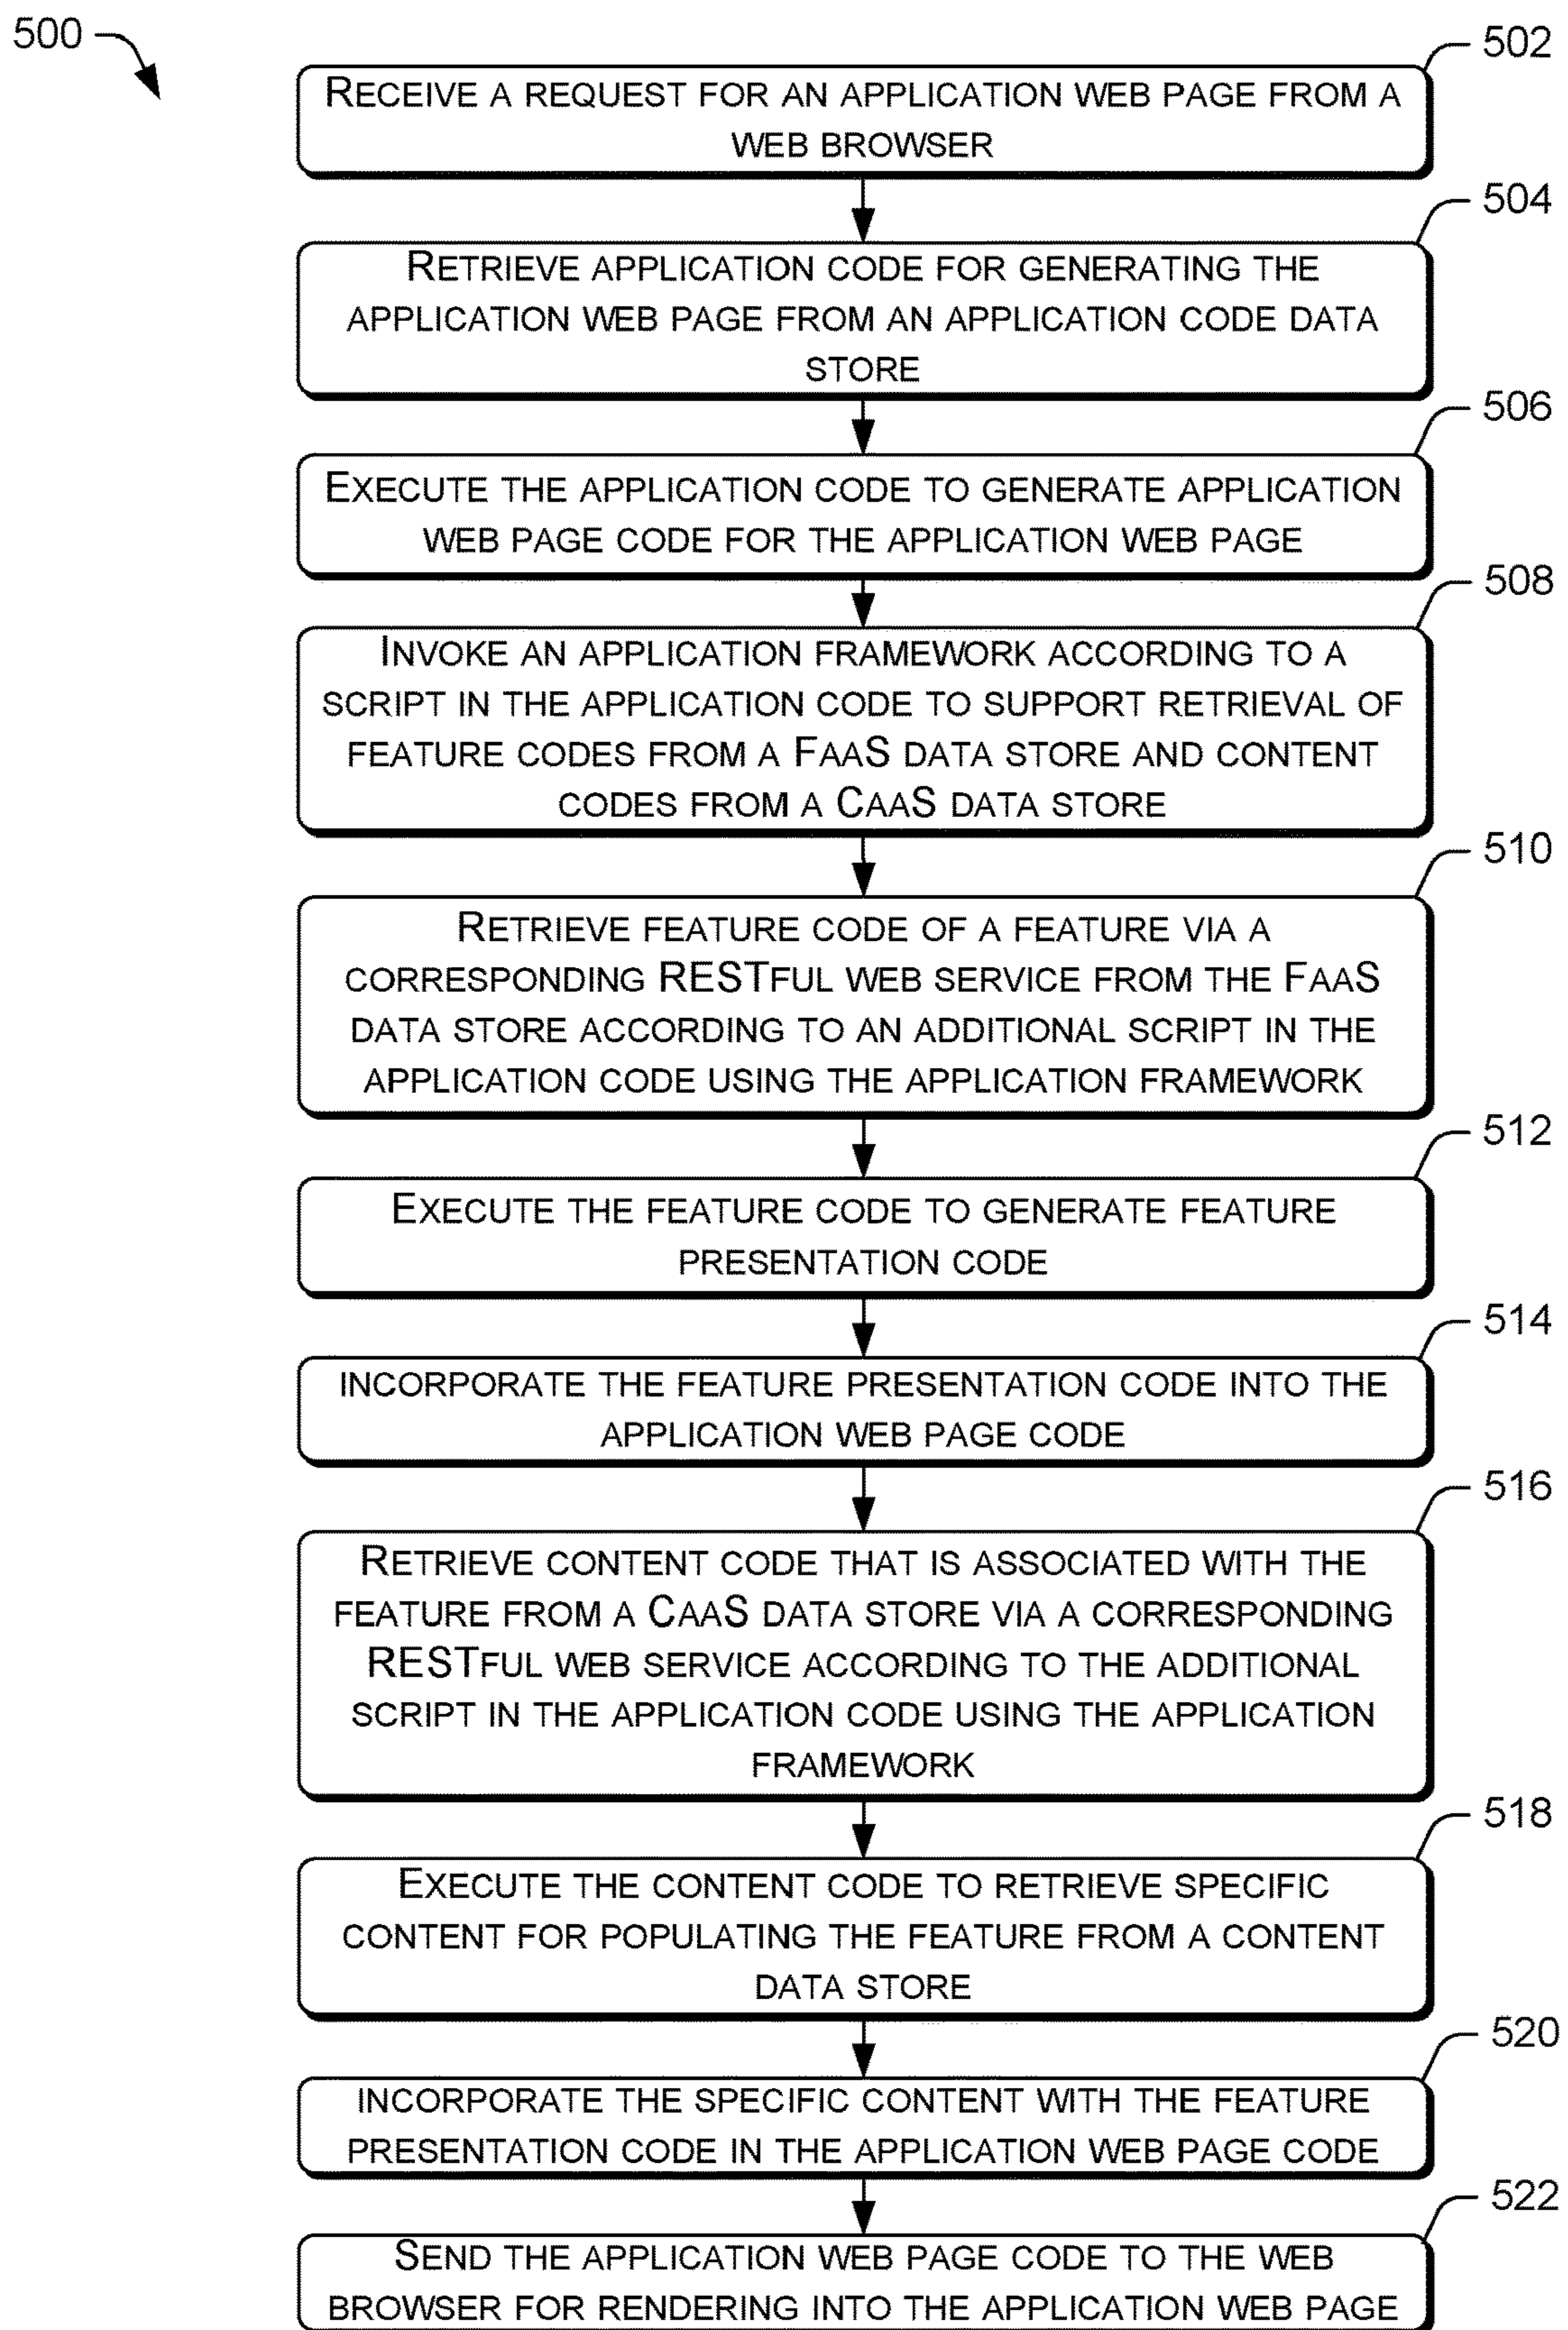 500
502
RECEIVE A REQUEST FOR AN APPLICATION WEB PAGE FROM A
WEB BROWSER
504
RETRIEVE APPLICATION CODE FOR GENERATING THE
APPLICATION WEB PAGE FROM AN APPLICATION CODE DATA
STORE
506
EXECUTE THE APPLICATION CODE TO GENERATE APPLICATION
WEB PAGE CODE FOR THE APPLICATION WEB PAGE
508
INVOKE AN APPLICATION FRAMEWORK ACCORDING TO A
SCRIPT IN THE APPLICATION CODE TO SUPPORT RETRIEVAL OF
FEATURE CODES FROM A FAAS DATA STORE AND CONTENT
CODES FROM A CAAS DATA STORE
510
RETRIEVE FEATURE CODE OF A FEATURE VIA A
CORRESPONDING RESTFUL WEB SERVICE FROM THE FAAS
DATA STORE ACCORDING TO AN ADDITIONAL SCRIPT IN THE
APPLICATION CODE USING THE APPLICATION FRAMEWORK
512
EXECUTE THE FEATURE CODE TO GENERATE FEATURE
PRESENTATION CODE
514
INCORPORATE THE FEATURE PRESENTATION CODE INTO THE
APPLICATION WEB PAGE CODE
516
RETRIEVE CONTENT CODE THAT IS ASSOCIATED WITH THE
FEATURE FROM A CAAS DATA STORE VIA A CORRESPONDING
RESTFUL WEB SERVICE ACCORDING TO THE ADDITIONAL
SCRIPT IN THE APPLICATION CODE USING THE APPLICATION
FRAMEWORK
518
EXECUTE THE CONTENT CODE TO RETRIEVE SPECIFIC
CONTENT FOR POPULATING THE FEATURE FROM A CONTENT
DATA STORE
520
INCORPORATE THE SPECIFIC CONTENT WITH THE FEATURE
PRESENTATION CODE IN THE APPLICATION WEB PAGE CODE
522
SEND THE APPLICATION WEB PAGE CODE TO THE WEB
BROWSER FOR RENDERING INTO THE APPLICATION WEB PAGE